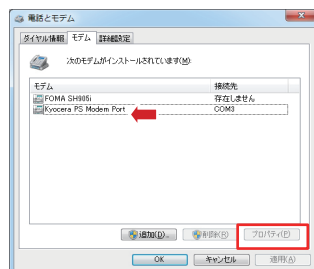 電話とモデム
ダイヤル情報 モデム 詳細設定
次のモデムがインストールされています(M):
モデム 接続先
FOMA SH905i 存在しません
Kyocera PS Modem Port COM3
追加(D)... 削除(R) プロパティ(P)
OK キャンセル 適用(A)